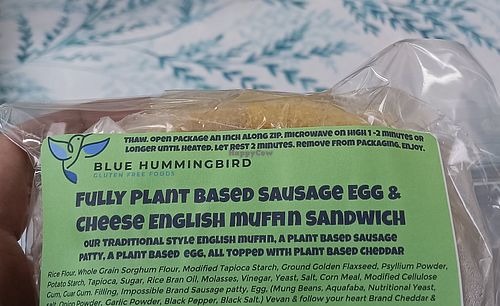 THAW. OPEN PACKAGE AN INCH ALONG ZIP. MICROWAVE ON HIGH 1 -2 MINUTES OR
LONGER UNTIL HEATED. LET REST 2 MINUTES. REMOVE FROM PACKAGING. ENJOY.
HappyCow
BLUE HUMMINGBIRD
GLUTEN FREE FOODS
FULLY PLANT BASED SAUSAGE EGG &
CHEESE ENGLISH MUFFIN SANDWICH
OUR TRADITIONAL STYLE ENGLISH MUFFIN, A PLANT BASED SAUSAGE
PATTY, A PLANT BASED EGG, ALL TOPPED WITH PLANT BASED CHEDDAR
Rice Flour, Whole Grain Sorghum Flour, Modified Tapioca Starch, Ground Golden Flaxseed, Psyllium Powder,
Potato Starch, Tapioca, Sugar, Rice Bran Oil, Molasses, Vinegar, Yeast, Salt, Corn Meal, Modified Cellulose
Gum, Guar Gum. Filling, Impossible Brand Sausage patty, Egg, (Mung Beans, Aquafaba, Nutritional Yeast,
salt, Onion Powder, Garlic Powder, Black Pepper, Black Salt,) Vevan & follow your heart Brand Cheddar